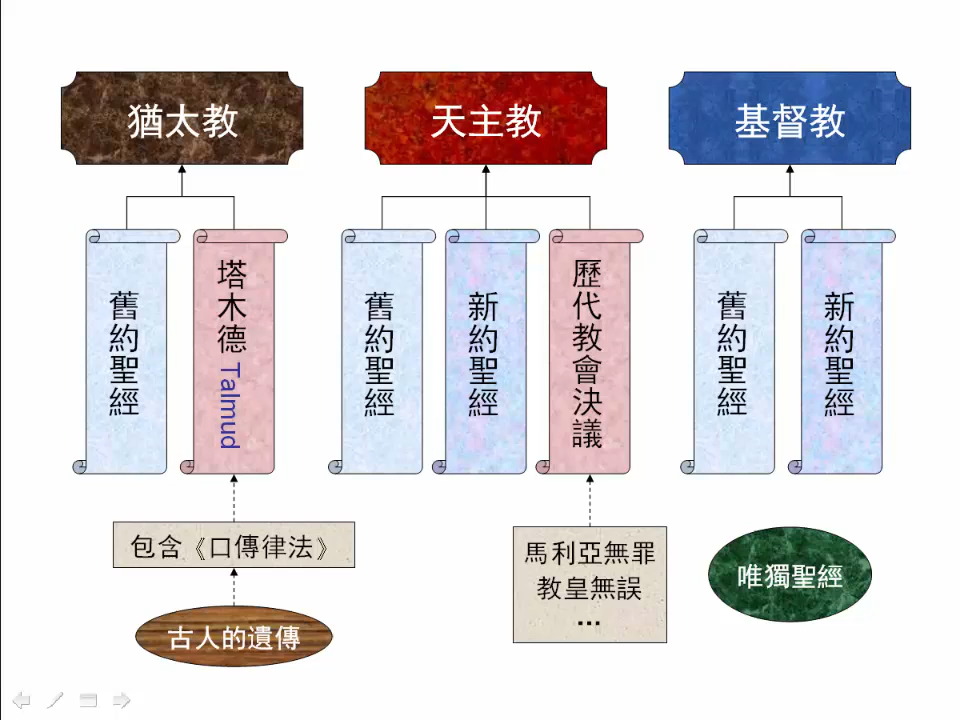 猶太教
天主教
基督教
舊約聖經
塔木德 Talmud
舊約聖經
新約聖經
歷代教會決議
舊約聖經
新約聖經
包含《口傳律法》
古人的遺傳
馬利亞無罪
教皇無誤
...
唯獨聖經